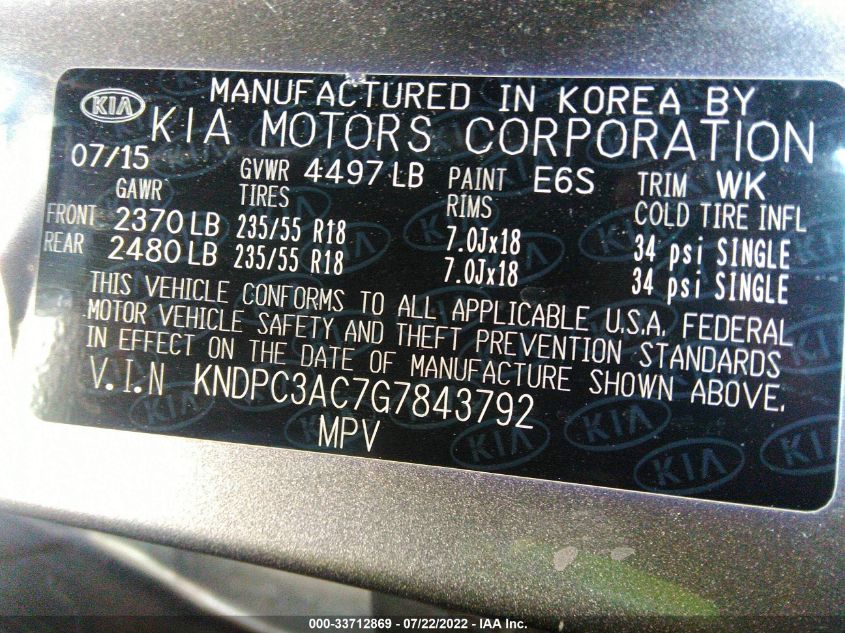 KIA MANUFACTURED IN KOREA BY
KIA MOTORS CORPORATION
07/15 GVWR 4497 LB PAINT E6S TRIM WK
GAWR TIRES RIMS COLD TIRE INFL
FRONT 2370 LB 235/55 R18 7.0Jx18 34 psi SINGLE
REAR 2480 LB 235/55 R18 7.0Jx18 34 psi SINGLE
THIS VEHICLE CONFORMS TO ALL APPLICABLE U.S.A. FEDERAL
MOTOR VEHICLE SAFETY AND THEFT PREVENTION STANDARDS
IN EFFECT ON THE DATE OF MANUFACTURE SHOWN ABOVE.
V.I.N KNDPC3AC7G7843792
MPV
000-33712869 / 07/22/2022 - IAA Inc.